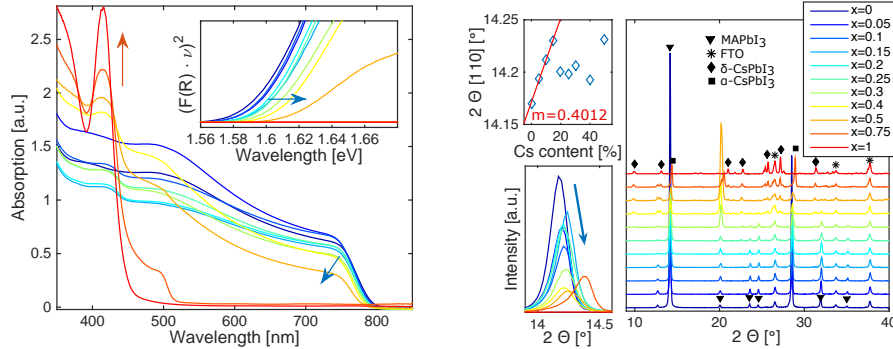 2.5
2
1.5
1
0.5
0
Absorption [a.u.]
400 500 600 700 800
Wavelength [nm]
(F(R) · ν)²
1.56 1.58 1.6 1.62 1.64 1.66
Wavelength [eV]
2 Θ [110] [°]
14.25
14.2
14.15
m=0.4012
0 20 40
Cs content [%]
Intensity [a.u.]
14 14.5
2 Θ [°]
MAPbI₃
FTO
δ-CsPbI₃
α-CsPbI₃
10 20 30 40
2 Θ [°]
x=0
x=0.05
x=0.1
x=0.15
x=0.2
x=0.25
x=0.3
x=0.4
x=0.5
x=0.75
x=1